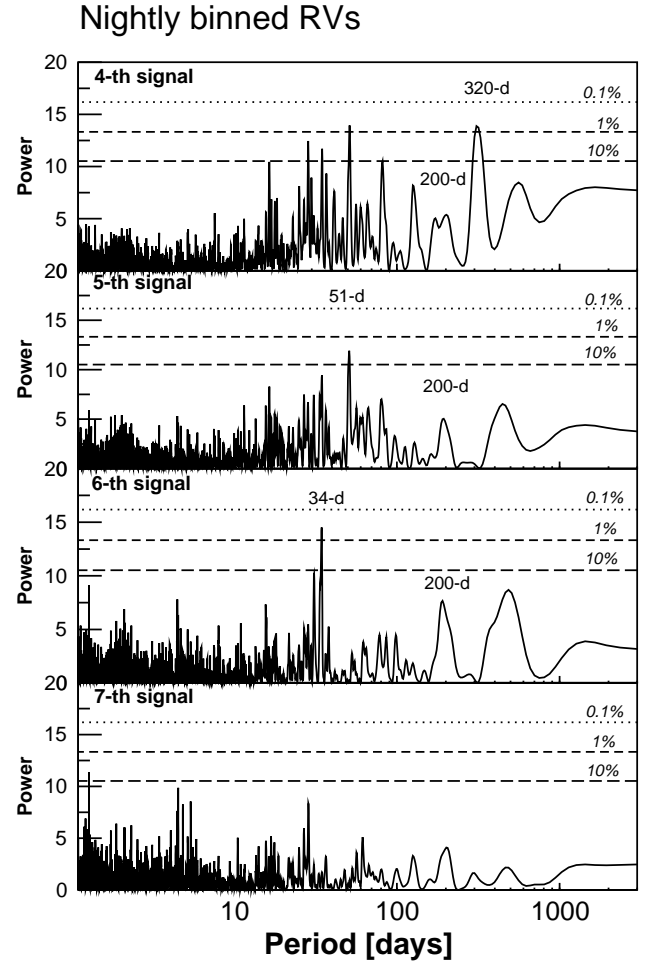 Nightly binned RVs
20
4-th signal
320-d
0.1%
15
1%
10
10%
200-d
Power
5
20
5-th signal
51-d
0.1%
15
1%
10
10%
200-d
Power
5
20
6-th signal
34-d
0.1%
15
1%
10
10%
200-d
Power
5
20
7-th signal
0.1%
15
1%
10
10%
Power
5
0
10 100 1000
Period [days]